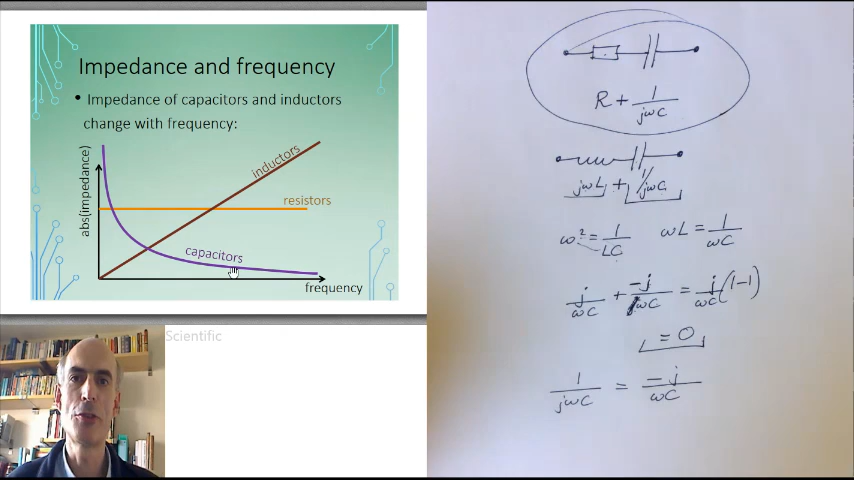 Impedance and frequency
• Impedance of capacitors and inductors
change with frequency:
abs(impedance)
inductors
resistors
capacitors
frequency
Scientific
R + 1/jωC
jωL + 1/jωC
ω² = 1/LC ωL = 1/ωC
j/ωC + -j/ωC = j/ωC (1-1)
= 0
1/jωC = -j/ωC